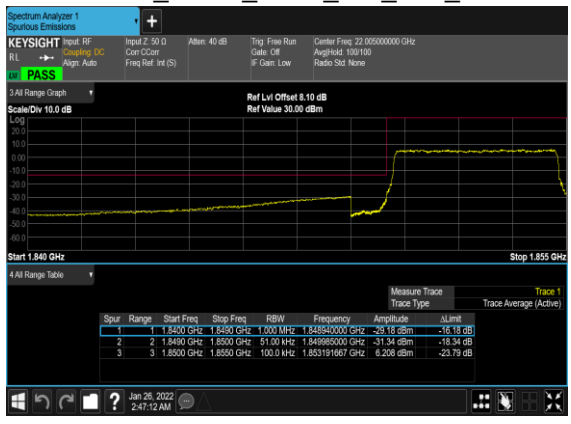 Spectrum Analyzer 1
Spurious Emissions
KEYSIGHT Input: RF Input Z: 50 Ω Atten: 40 dB Trig: Free Run Center Freq: 22.005000000 GHz
RL Coupling: DC Corr CCorr Gate: Off Avg|Hold: 100/100
Align: Auto Freq Ref: Int (S) IF Gain: Low Radio Std: None
LW PASS
3 All Range Graph
Ref Lvl Offset 8.10 dB
Scale/Div 10.0 dB Ref Value 30.00 dBm
Log
20.0
10.0
0.00
-10.0
-20.0
-30.0
-40.0
-50.0
-60.0
Start 1.840 GHz Stop 1.855 GHz
4 All Range Table
Measure Trace Trace 1
Trace Type Trace Average (Active)
Spur Range Start Freq Stop Freq RBW Frequency Amplitude ΔLimit
1 1 1.8400 GHz 1.8490 GHz 1.000 MHz 1.848940000 GHz -29.18 dBm -16.18 dB
2 2 1.8490 GHz 1.8500 GHz 51.00 kHz 1.849985000 GHz -31.34 dBm -18.34 dB
3 3 1.8500 GHz 1.8550 GHz 100.0 kHz 1.853191667 GHz 6.208 dBm -23.79 dB
? Jan 26, 2022
2:47:12 AM